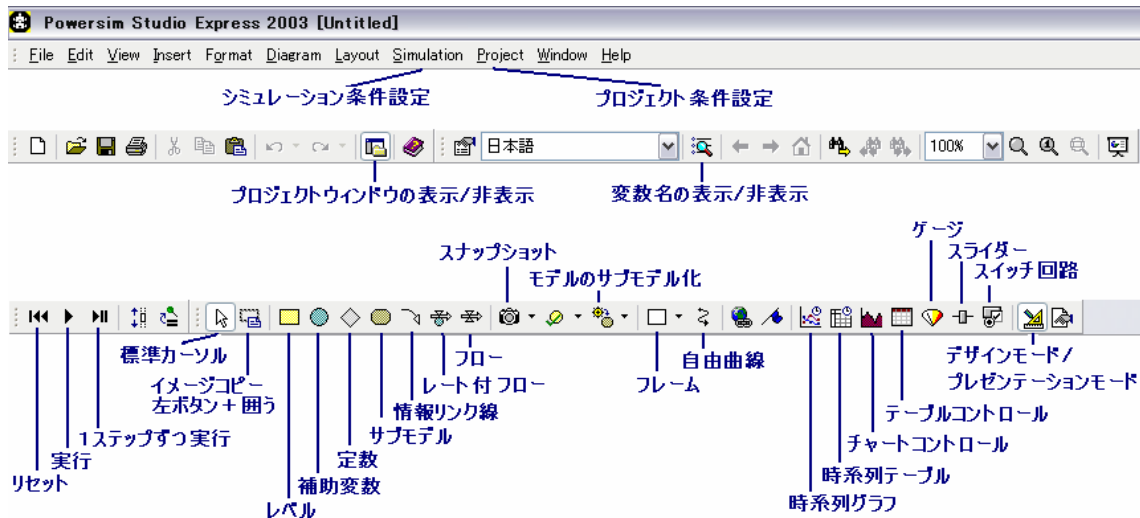 Powersim Studio Express 2003 [Untitled]
File Edit View Insert Format Diagram Layout Simulation Project Window Help
シミュレーション条件設定
プロジェクト条件設定
日本語
100%
プロジェクトウィンドウの表示/非表示
変数名の表示/非表示
ゲージ
スナップショット
スライダー
モデルのサブモデル化
スイッチ回路
標準カーソル
フロー
自由曲線
デザインモード/
プレゼンテーションモード
イメージコピー
左ボタン+囲う
レート付フロー
フレーム
情報リンク線
テーブルコントロール
1ステップずつ実行
サブモデル
チャートコントロール
実行
定数
時系列テーブル
リセット
補助変数
時系列グラフ
レベル